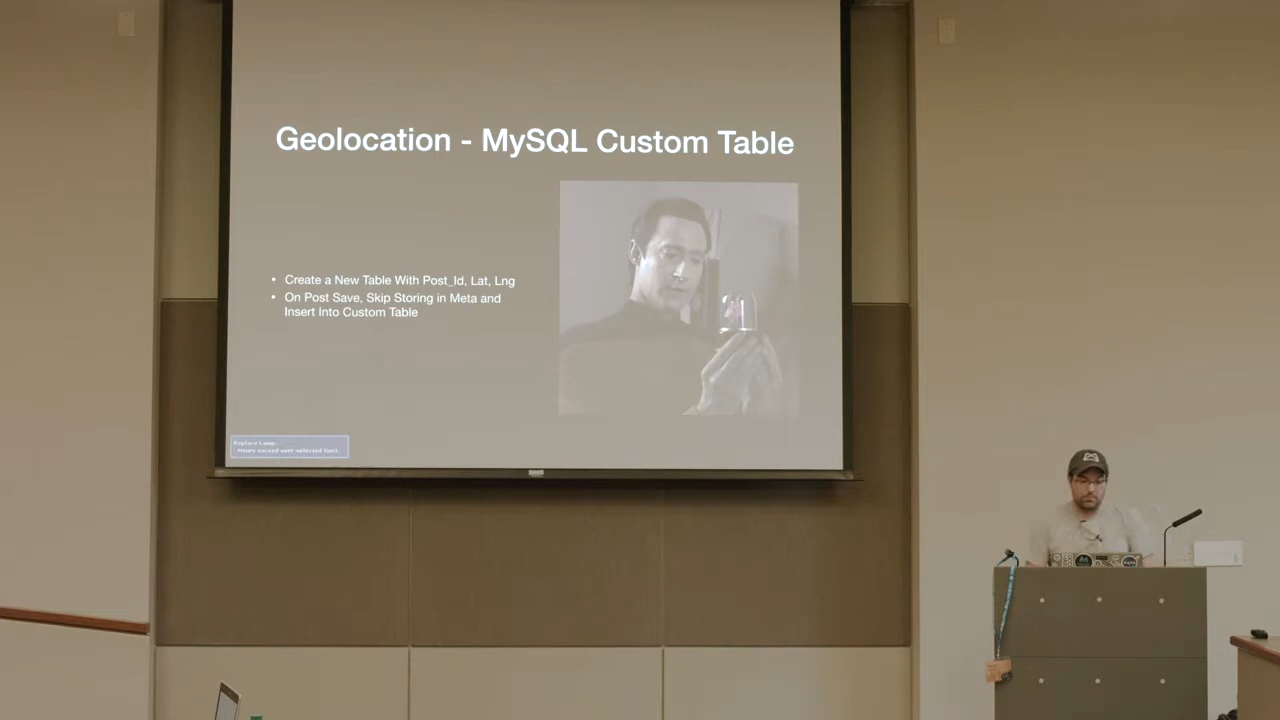 Geolocation - MySQL Custom Table
• Create a New Table With Post_Id, Lat, Lng
• On Post Save, Skip Storing in Meta and
Insert Into Custom Table
Replace Lamp.
Hours exceed user-selected limit.